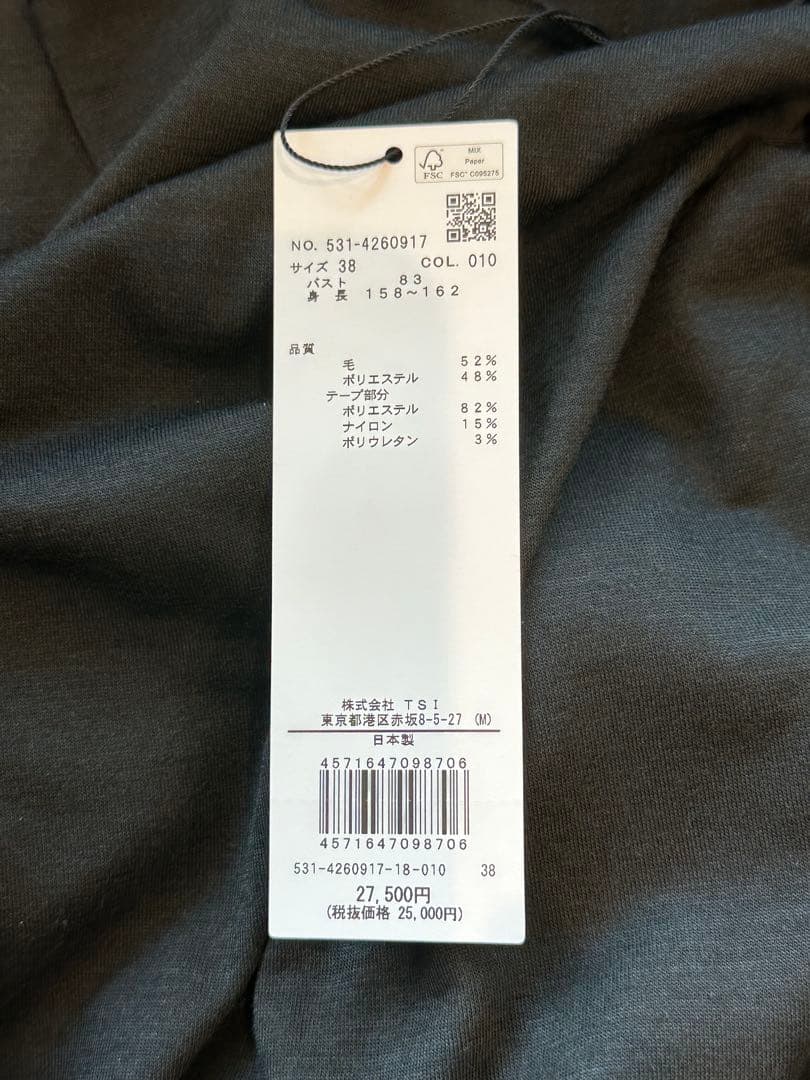 MIX
Paper
FSC
FSC™ C095275
NO. 531-4260917
サイズ 38 COL. 010
バスト 83
身長 158~162
品質
毛 52%
ポリエステル 48%
テープ部分
ポリエステル 82%
ナイロン 15%
ポリウレタン 3%
株式会社 TSI
東京都港区赤坂8-5-27 (M)
日本製
4571647098706
4571647098706
531-4260917-18-010 38
27,500円
(税抜価格 25,000円)